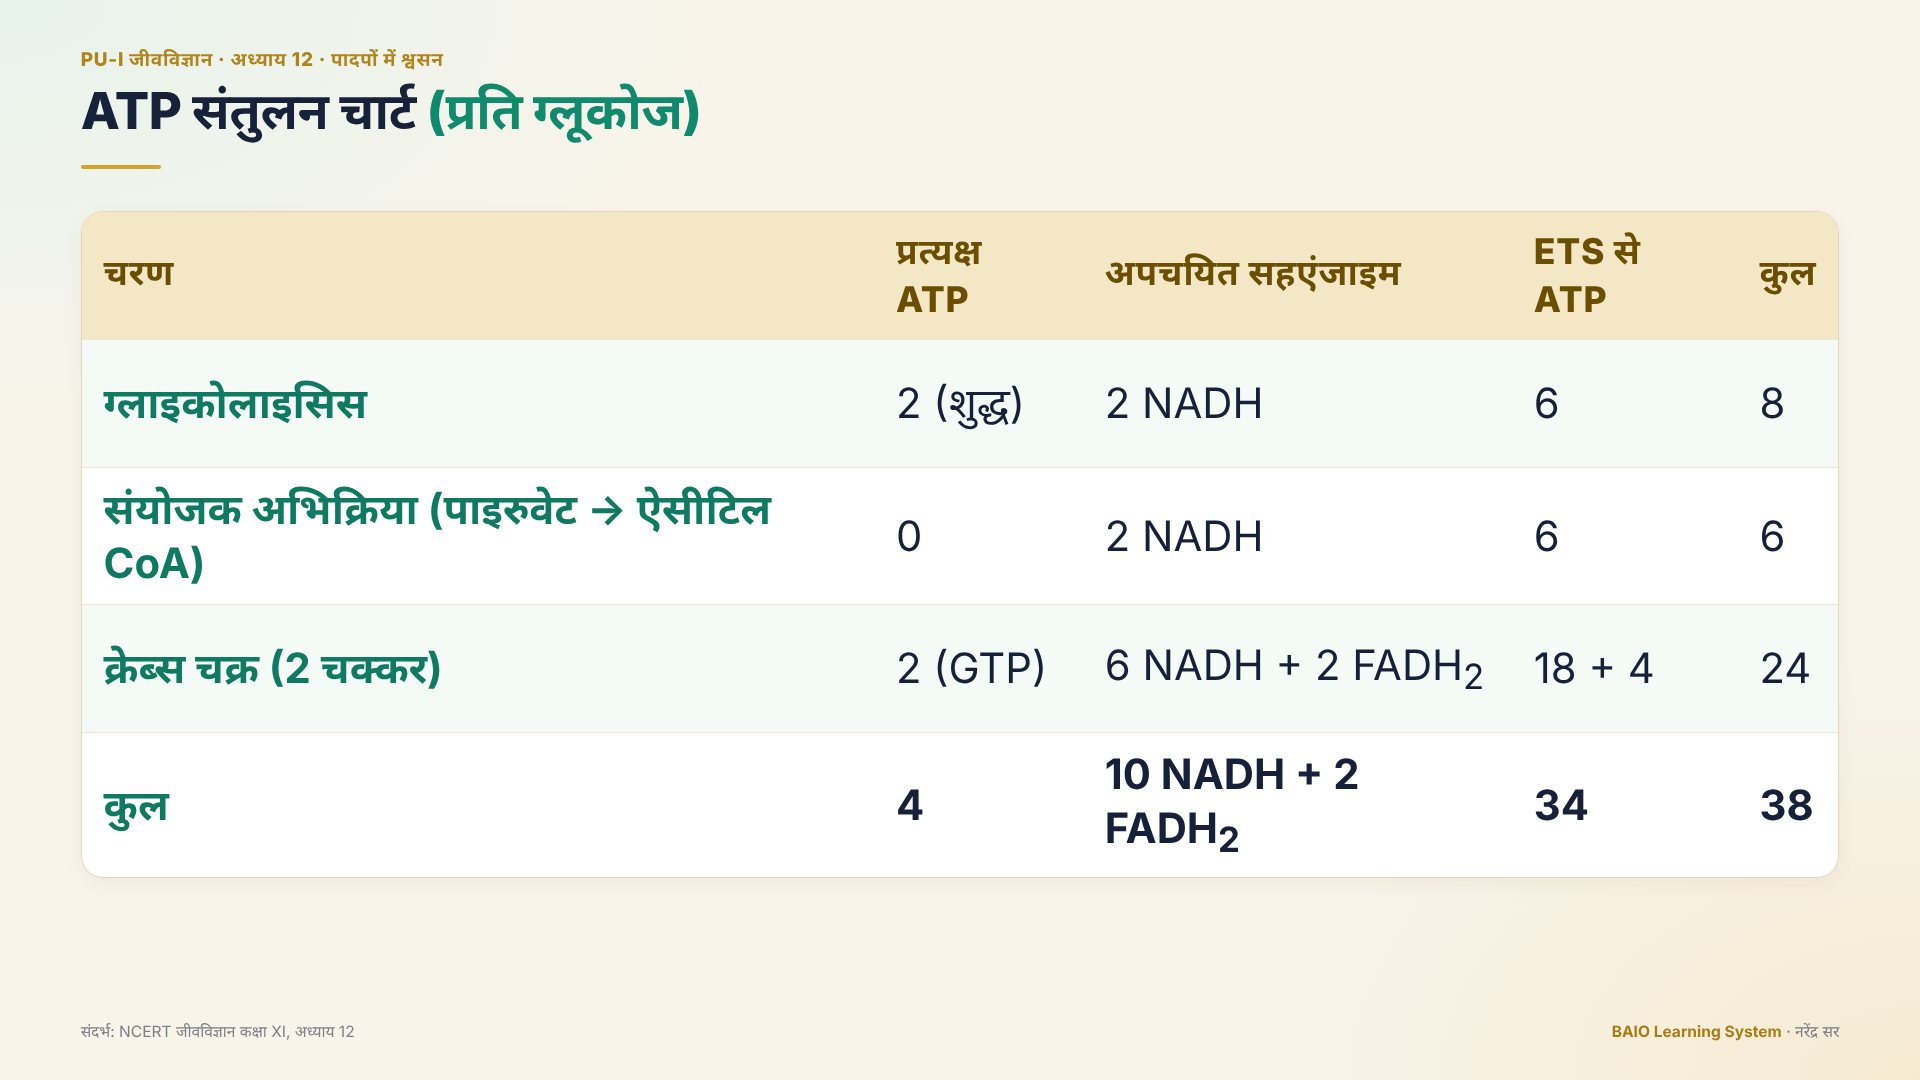 PU-I जीवविज्ञान · अध्याय 12 · पादपों में श्वसन
ATP संतुलन चार्ट (प्रति ग्लूकोज)
चरण
प्रत्यक्ष
ATP
अपचयित सहएंजाइम
ETS से
ATP
कुल
ग्लाइकोलाइसिस
2 (शुद्ध)
2 NADH
6
8
संयोजक अभिक्रिया (पाइरुवेट → ऐसीटिल
CoA)
0
2 NADH
6
6
क्रेब्स चक्र (2 चक्कर)
2 (GTP)
6 NADH + 2 FADH₂
18 + 4
24
कुल
4
10 NADH + 2
FADH₂
34
38
संदर्भ: NCERT जीवविज्ञान कक्षा XI, अध्याय 12
BAIO Learning System · नरेंद्र सर